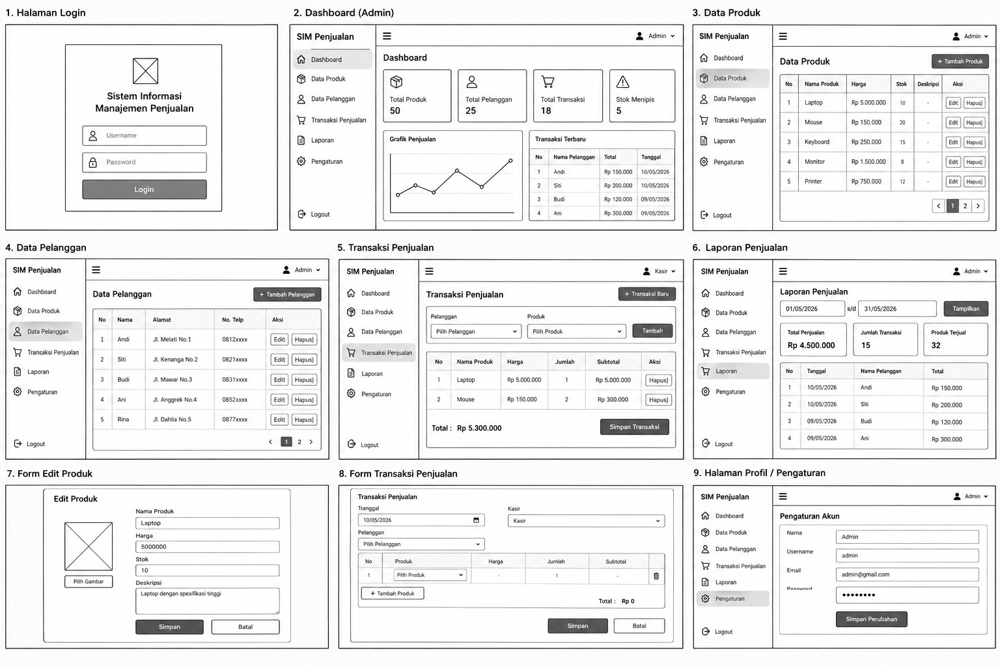 1. Halaman Login
Sistem Informasi
Manajemen Penjualan
Username
Password
Login
2. Dashboard (Admin)
SIM Penjualan
Admin
Dashboard
Data Produk
Data Pelanggan
Transaksi Penjualan
Laporan
Pengaturan
Logout
Dashboard
Total Produk
50
Total Pelanggan
25
Total Transaksi
18
Stok Menipis
5
Grafik Penjualan
Transaksi Terbaru
No Nama Pelanggan Total Tanggal
1 Andi Rp 150.000 10/05/2026
2 Siti Rp 200.000 10/05/2026
3 Budi Rp 120.000 09/05/2026
4 Ani Rp 300.000 09/05/2026
3. Data Produk
SIM Penjualan
Admin
Dashboard
Data Produk
Data Pelanggan
Transaksi Penjualan
Laporan
Pengaturan
Logout
Data Produk
+ Tambah Produk
No Nama Produk Harga Stok Deskripsi Aksi
1 Laptop Rp 5.000.000 10 - Edit Hapus)
2 Mouse Rp 150.000 20 - Edit Hapus)
3 Keyboard Rp 250.000 15 - Edit Hapus)
4 Monitor Rp 1.500.000 8 - Edit Hapus)
5 Printer Rp 750.000 12 - Edit Hapus)
< 1 2 >
4. Data Pelanggan
SIM Penjualan
Admin
Dashboard
Data Produk
Data Pelanggan
Transaksi Penjualan
Laporan
Pengaturan
Logout
Data Pelanggan
+ Tambah Pelanggan
No Nama Alamat No. Telp Aksi
1 Andi Jl. Melati No.1 0812xxxx Edit Hapus)
2 Siti Jl. Kenanga No.2 0821xxxx Edit Hapus)
3 Budi Jl. Mawar No.3 0831xxxx Edit Hapus)
4 Ani Jl. Anggrek No.4 0852xxxx Edit Hapus)
5 Rina Jl. Dahlia No.5 0877xxxx Edit Hapus)
< 1 2 >
5. Transaksi Penjualan
SIM Penjualan
Kasir
Dashboard
Data Produk
Data Pelanggan
Transaksi Penjualan
Laporan
Pengaturan
Logout
Transaksi Penjualan
+ Transaksi Baru
Pelanggan Produk
Pilih Pelanggan Pilih Produk Tambah
No Nama Produk Harga Jumlah Subtotal Aksi
1 Laptop Rp 5.000.000 1 Rp 5.000.000 Hapus)
2 Mouse Rp 150.000 2 Rp 300.000 Hapus)
Total : Rp 5.300.000
Simpan Transaksi
6. Laporan Penjualan
SIM Penjualan
Admin
Dashboard
Data Produk
Data Pelanggan
Transaksi Penjualan
Laporan
Pengaturan
Logout
Laporan Penjualan
01/05/2026 s/d 31/05/2026 Tampilkan
Total Penjualan
Rp 4.500.000
Jumlah Transaksi
15
Produk Terjual
32
No Tanggal Nama Pelanggan Total
1 10/05/2026 Andi Rp 150.000
2 10/05/2026 Siti Rp 200.000
3 09/05/2026 Budi Rp 120.000
4 09/05/2026 Ani Rp 300.000
7. Form Edit Produk
Edit Produk
Pilih Gambar
Nama Produk
Laptop
Harga
5000000
Stok
10
Deskripsi
Laptop dengan spesifikasi tinggi
Simpan Batal
8. Form Transaksi Penjualan
Transaksi Penjualan
Tranggal
10/05/2026
Kasir
Kasir
Pelanggan
Pilih Pelanggan
No Produk Harga Jumlah Subtotal
1 Pilih Produk - 1 -
+ Tambah Produk
Total : Rp 0
Simpan Batal
9. Halaman Profil / Pengaturan
SIM Penjualan
Admin
Dashboard
Data Produk
Data Pelanggan
Transaksi Penjualan
Laporan
Pengaturan
Logout
Pengaturan Akun
Nama Admin
Username admin
Email admin@gmail.com
Password ••••••••
Simpan Perubahan